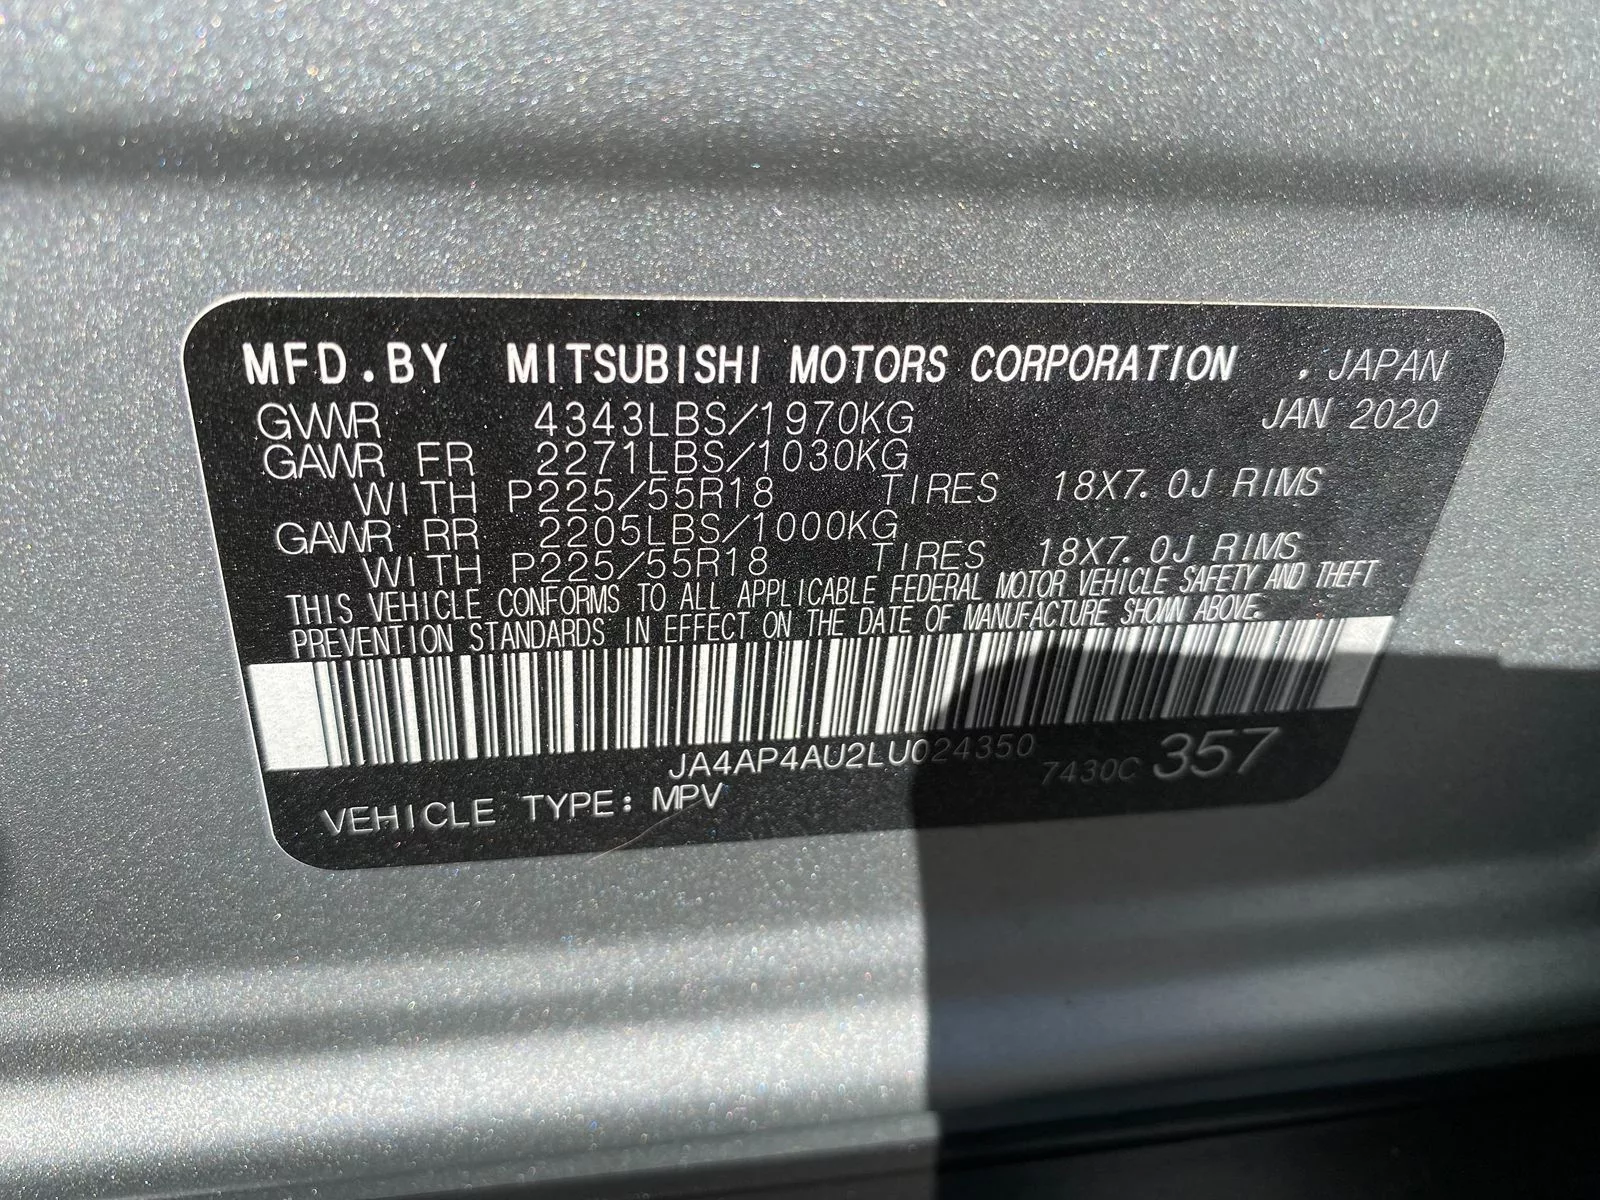 MFD.BY MITSUBISHI MOTORS CORPORATION , JAPAN
GVWR 4343LBS/1970KG JAN 2020
GAWR FR 2271LBS/1030KG
WITH P225/55R18 TIRES 18X7.0J RIMS
GAWR RR 2205LBS/1000KG
WITH P225/55R18 TIRES 18X7.0J RIMS
THIS VEHICLE CONFORMS TO ALL APPLICABLE FEDERAL MOTOR VEHICLE SAFETY AND THEFT
PREVENTION STANDARDS IN EFFECT ON THE DATE OF MANUFACTURE SHOWN ABOVE.
JA4AP4AU2LU024350 7430C 357
VEHICLE TYPE: MPV